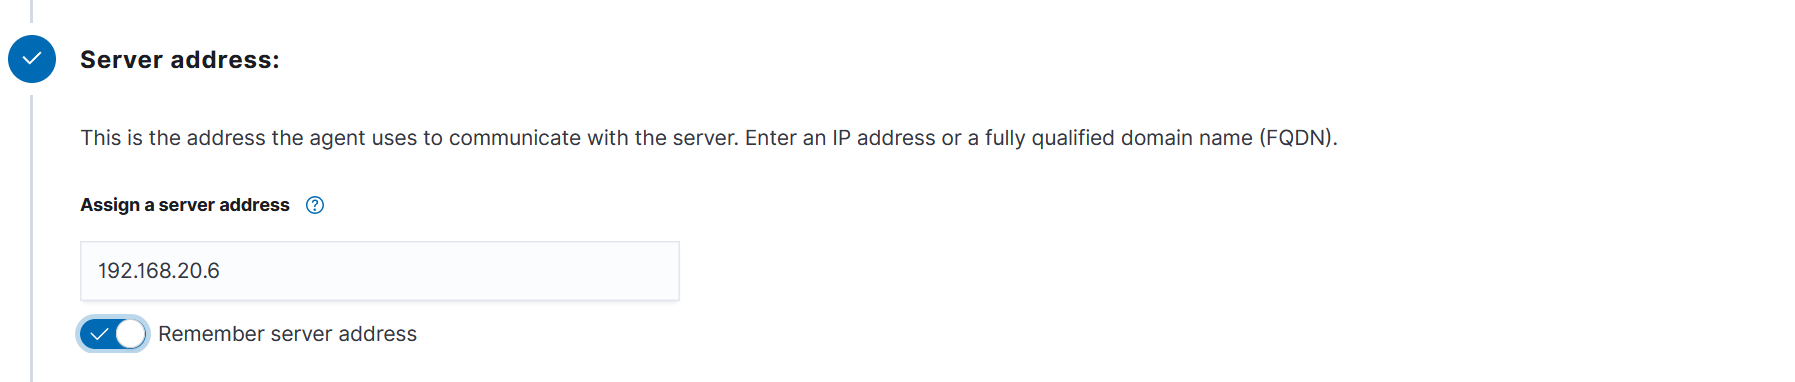 Server address:
This is the address the agent uses to communicate with the server. Enter an IP address or a fully qualified domain name (FQDN).
Assign a server address ?
192.168.20.6
Remember server address